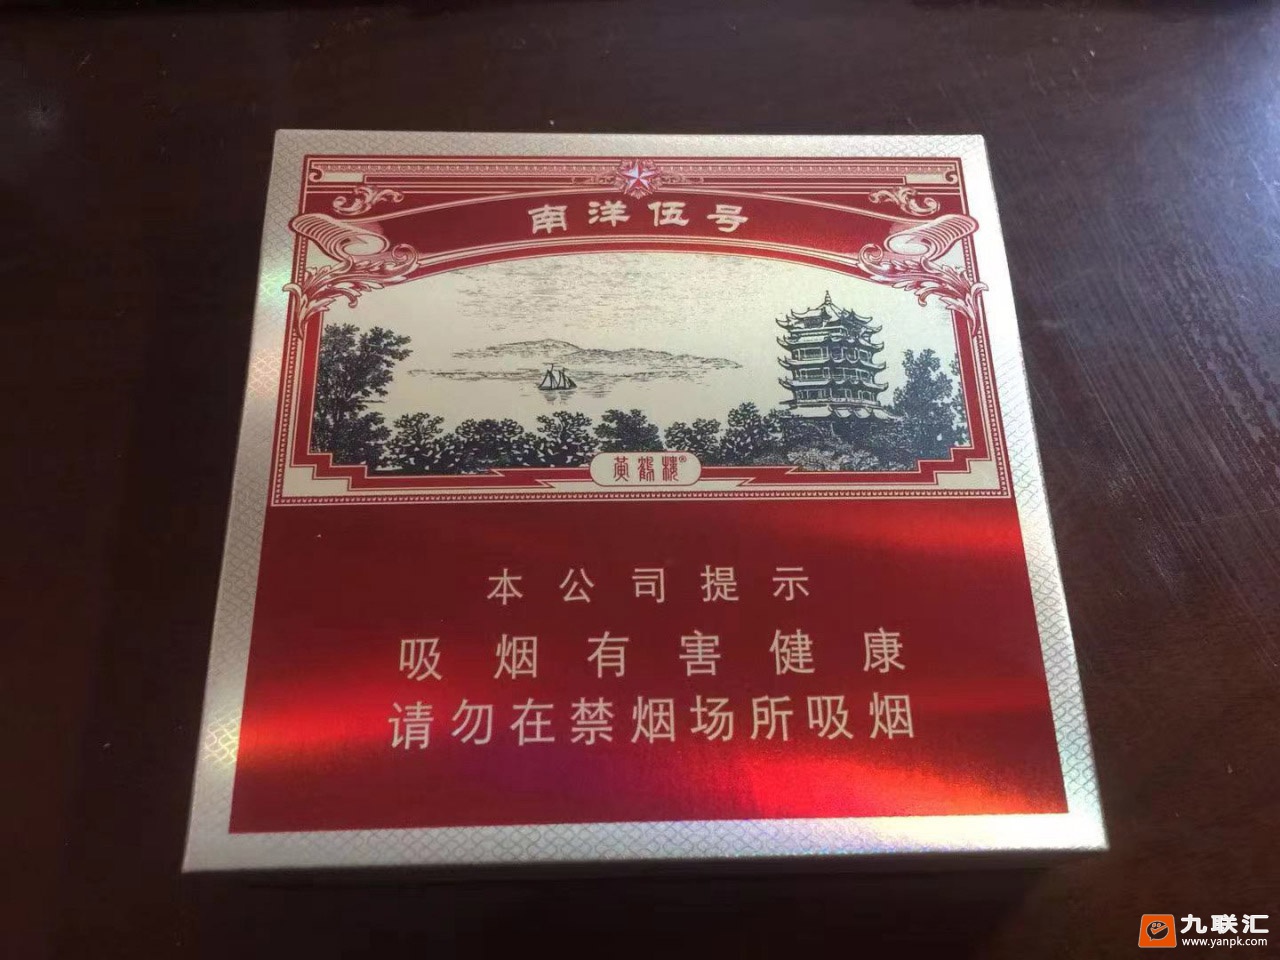 南洋伍号
黄鹤楼®
本公司提示
吸烟有害健康
请勿在禁烟场所吸烟
九联汇
www.yanpk.com